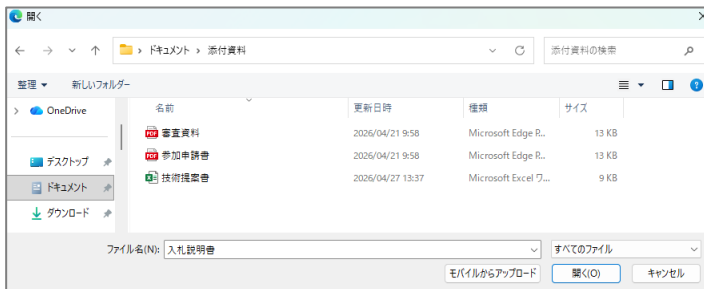 開く
ドキュメント > 添付資料
添付資料の検索
整理 新しいフォルダー
名前 更新日時 種類 サイズ
OneDrive
審査資料 2026/04/21 9:58 Microsoft Edge P... 13 KB
参加申請書 2026/04/21 9:58 Microsoft Edge P... 13 KB
技術提案書 2026/04/27 13:37 Microsoft Excel ワ... 9 KB
デスクトップ
ドキュメント
ダウンロード
ファイル名(N): 入札説明書 すべてのファイル
モバイルからアップロード 開く(O) キャンセル